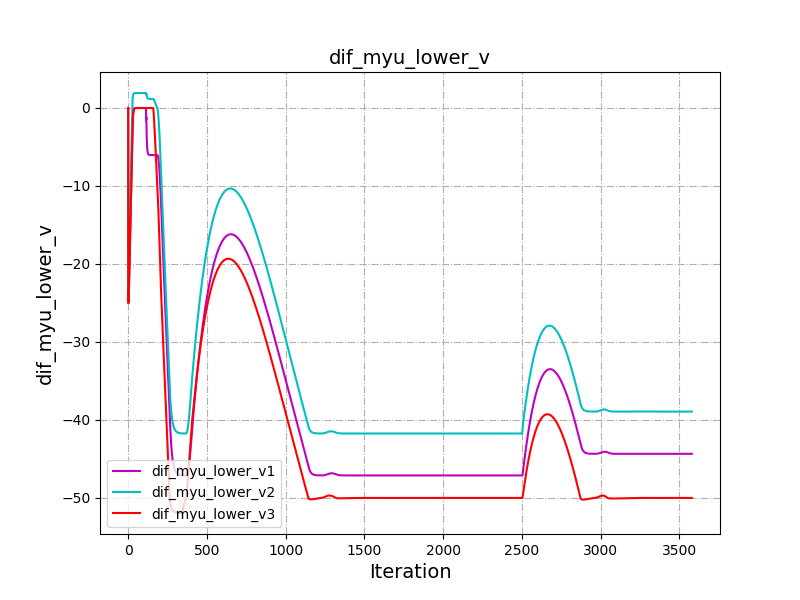 dif_myu_lower_v
dif_myu_lower_v
0
−10
−20
−30
−40
−50
dif_myu_lower_v1
dif_myu_lower_v2
dif_myu_lower_v3
0 500 1000 1500 2000 2500 3000 3500
Iteration